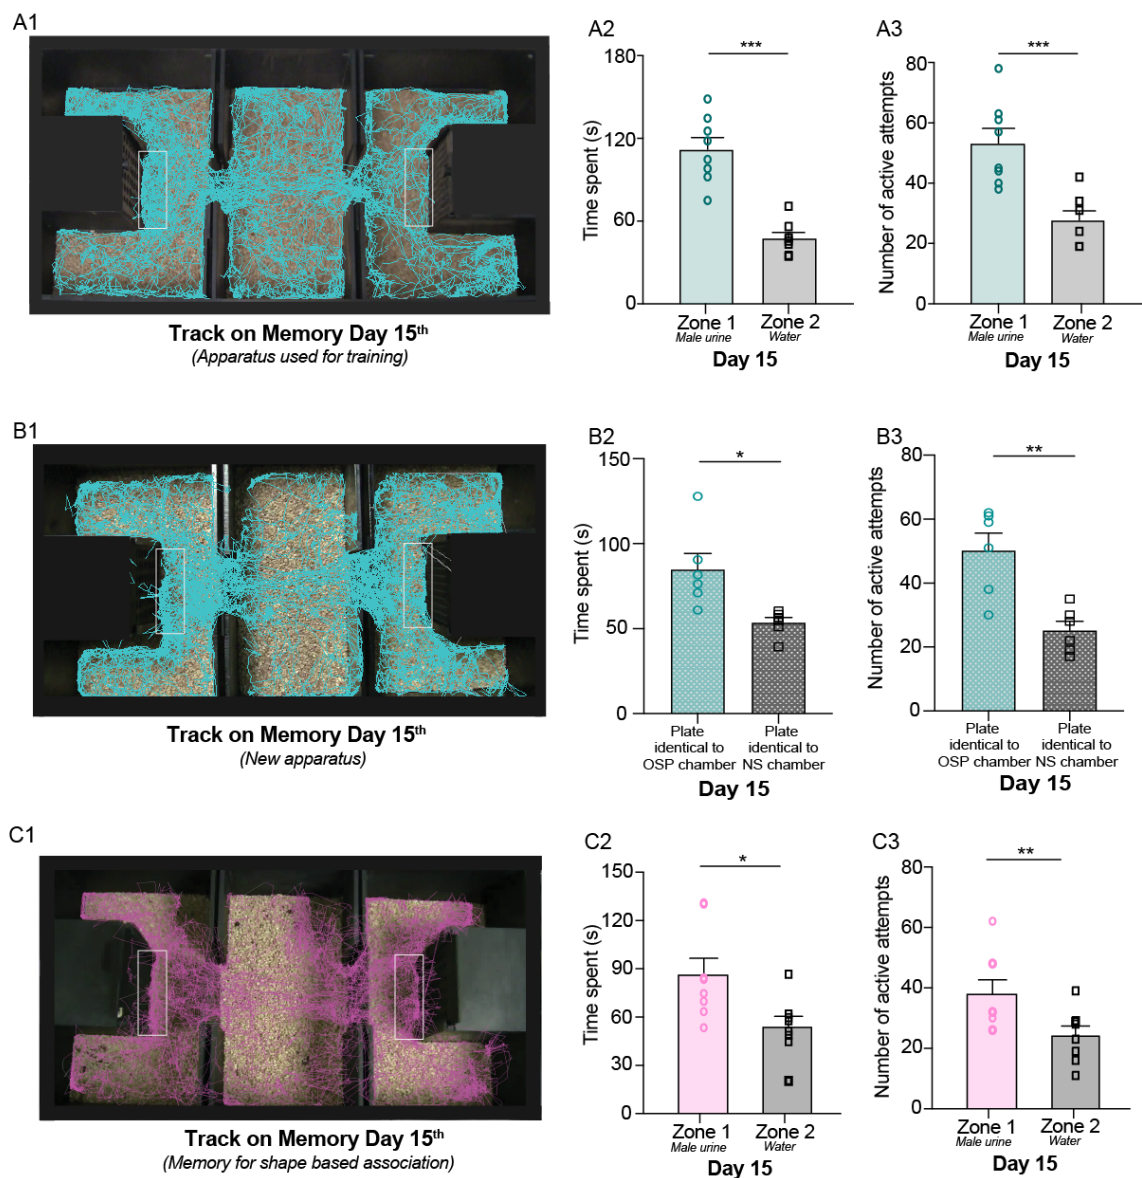 A1
Track on Memory Day 15th
(Apparatus used for training)
A2
***
Time spent (s)
180
120
60
0
Zone 1 Zone 2
Male urine Water
Day 15
A3
***
Number of active attempts
80
60
40
20
0
Zone 1 Zone 2
Male urine Water
Day 15
B1
Track on Memory Day 15th
(New apparatus)
B2
*
Time spent (s)
150
100
50
0
Plate Plate
identical to identical to
OSP chamber NS chamber
Day 15
B3
**
Number of active attempts
80
60
40
20
0
Plate Plate
identical to identical to
OSP chamber NS chamber
Day 15
C1
Track on Memory Day 15th
(Memory for shape based association)
C2
*
Time spent (s)
150
120
90
60
30
0
Zone 1 Zone 2
Male urine Water
Day 15
C3
**
Number of active attempts
80
60
40
20
0
Zone 1 Zone 2
Male urine Water
Day 15